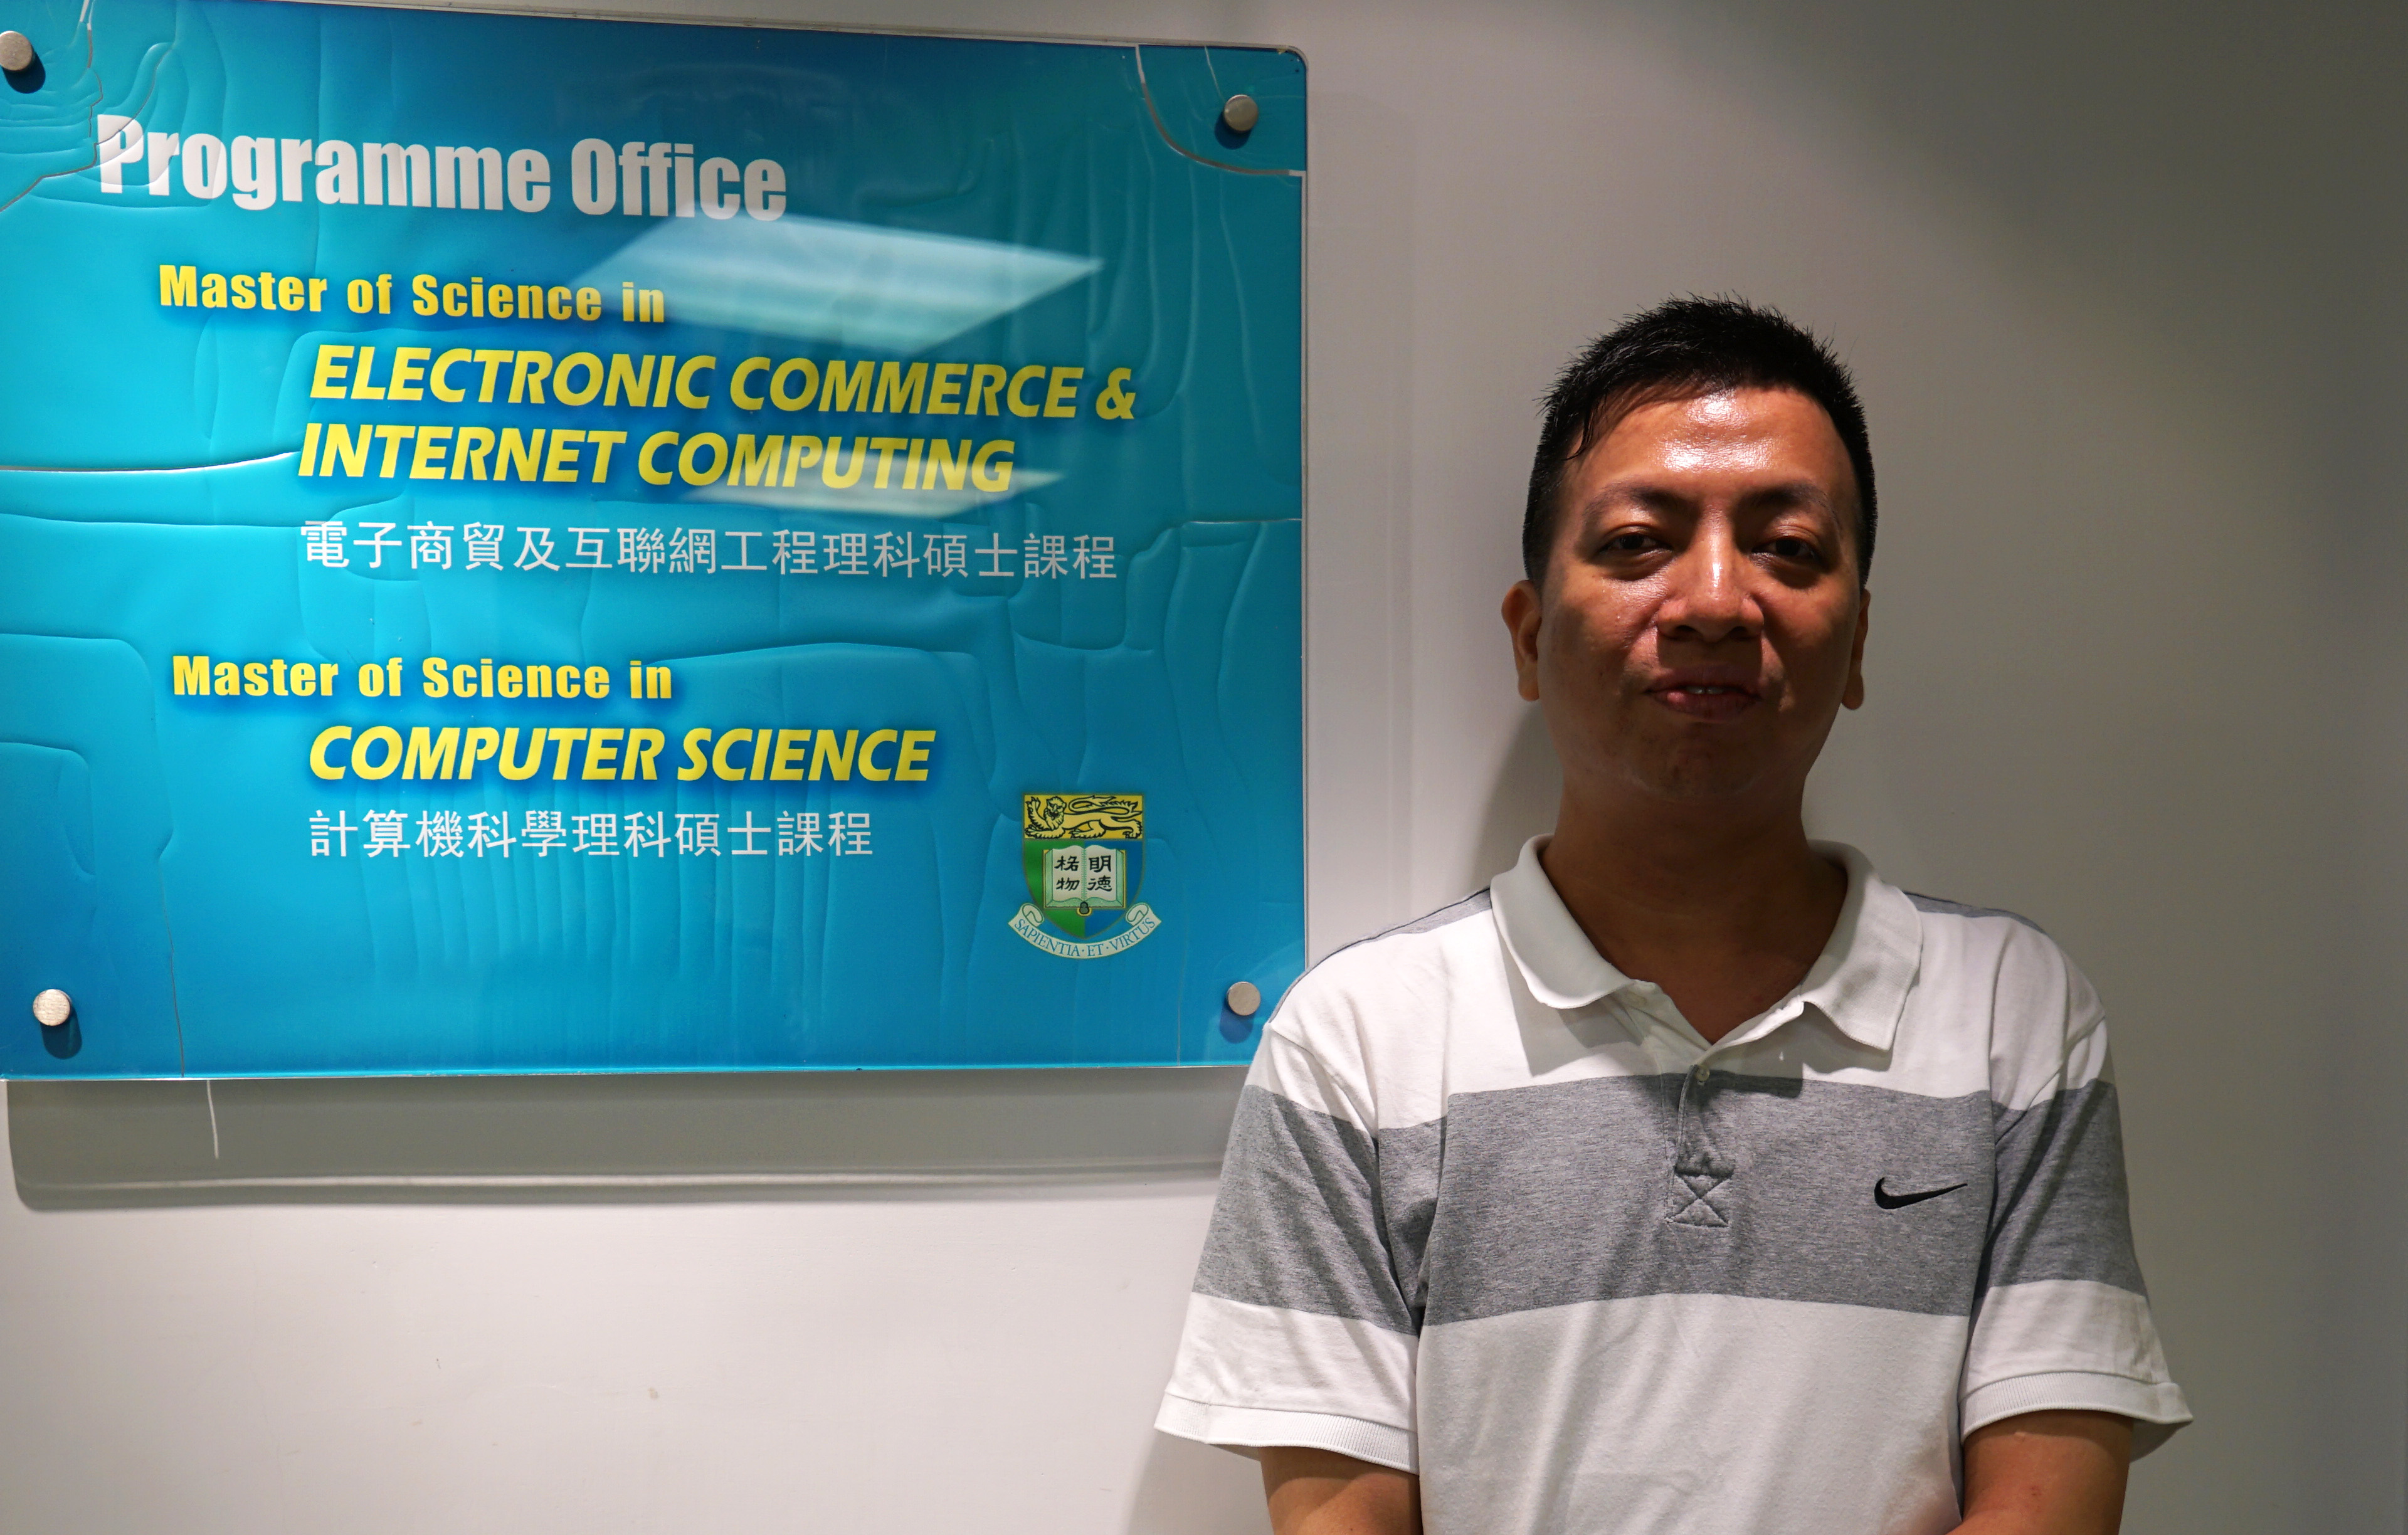 Programme Office
Master of Science in
ELECTRONIC COMMERCE &
INTERNET COMPUTING
電子商貿及互聯網工程理科碩士課程
Master of Science in
COMPUTER SCIENCE
計算機科學理科碩士課程
明德
格物
SAPIENTIA·ET·VIRTUS